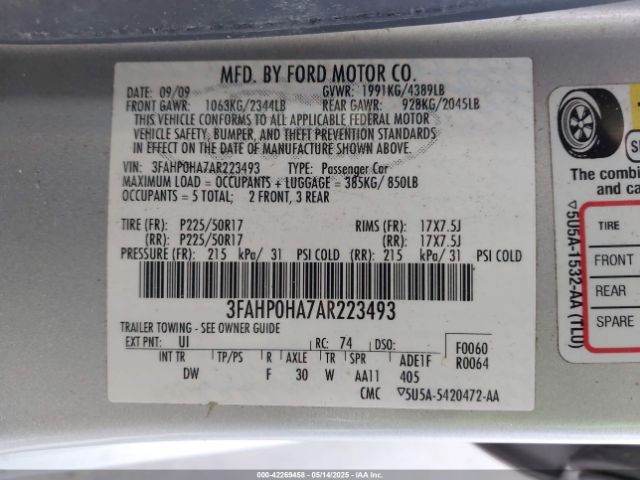 MFD. BY FORD MOTOR CO.
DATE: 09/09 GVWR: 1991KG/4389LB
FRONT GAWR: 1063KG/2344LB REAR GAWR: 928KG/2045LB
THIS VEHICLE CONFORMS TO ALL APPLICABLE FEDERAL MOTOR
VEHICLE SAFETY, BUMPER, AND THEFT PREVENTION STANDARDS
IN EFFECT ON THE DATE OF MANUFACTURE SHOWN ABOVE.
VIN: 3FAHP0HA7AR223493 TYPE: Passenger Car
MAXIMUM LOAD = OCCUPANTS + LUGGAGE = 385KG/ 850LB
OCCUPANTS = 5 TOTAL; 2 FRONT, 3 REAR
TIRE (FR): P225/50R17 RIMS (FR): 17X7.5J
(RR): P225/50R17 (RR): 17X7.5J
PRESSURE (FR): 215 kPa/ 31 PSI COLD (RR): 215 kPa/ 31 PSI COLD
3FAHP0HA7AR223493
TRAILER TOWING - SEE OWNER GUIDE
EXT PNT: UI RC: 74 DSO: F0060
INT TR TP/PS R AXLE TR SPR ADE1F R0064
DW F 30 W AA11 405
CMC ▽5U5A-5420472-AA
The combin
and ca
TIRE
FRONT
REAR
SPARE
▽5U5A-1532-AA (TLU)
000-42269458 - 05/14/2025 - IAA